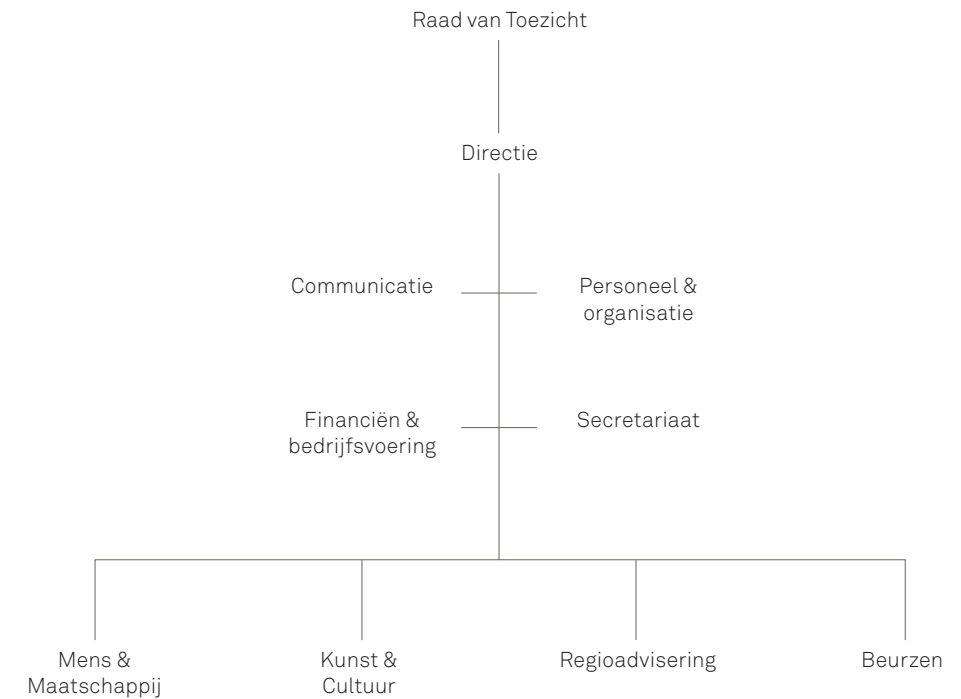 Raad van Toezicht
Directie
Communicatie
Personeel &
organisatie
Financiën &
bedrijfsvoering
Secretariaat
Mens &
Maatschappij
Kunst &
Cultuur
Regioadvisering
Beurzen